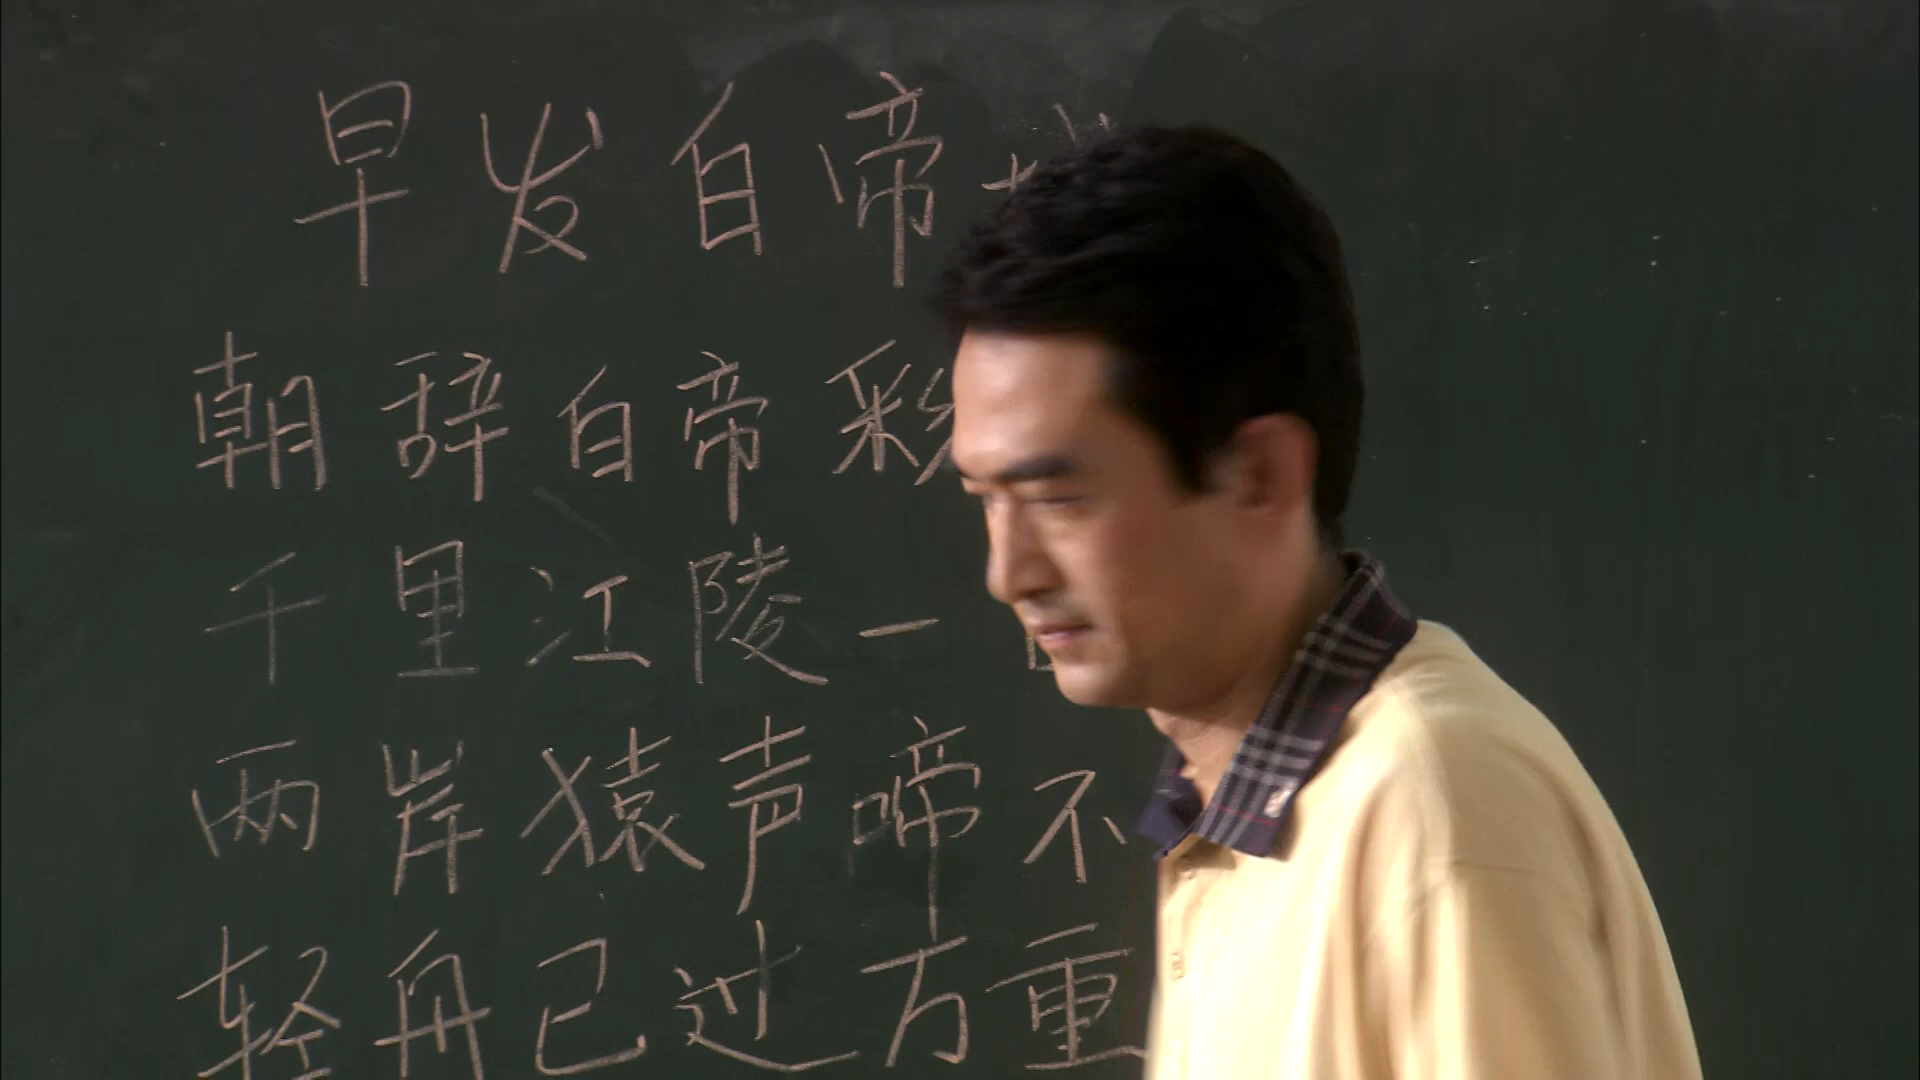 早发白帝
朝辞白帝彩
千里江陵一
两岸猿声啼不
轻舟已过万重